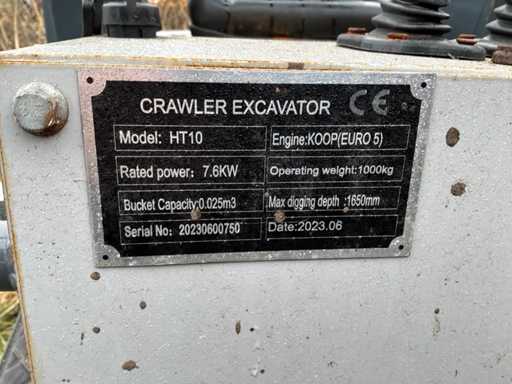 CRAWLER EXCAVATOR CE
Model: HT10
Engine:KOOP(EURO 5)
Rated power: 7.6KW
Operating weight:1000kg
Bucket Capacity:0.025m3
Max digging depth :1650mm
Serial No: 20230600750
Date:2023.06